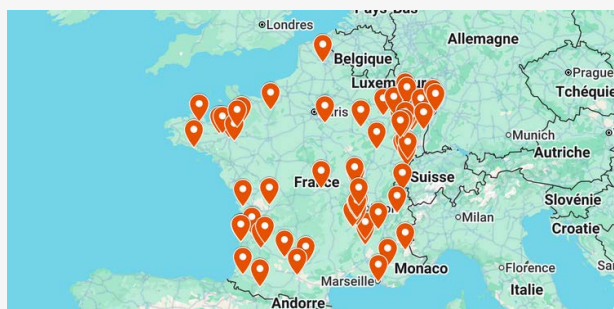 Pays-Bas
Londres
Belgique
Allemagne
Luxembourg
Prague
Tchéquie
Paris
Munich
Autriche
France
Suisse
Slovénie
Milan
Croatie
Monaco
Marseille
Florence
Italie
Andorre